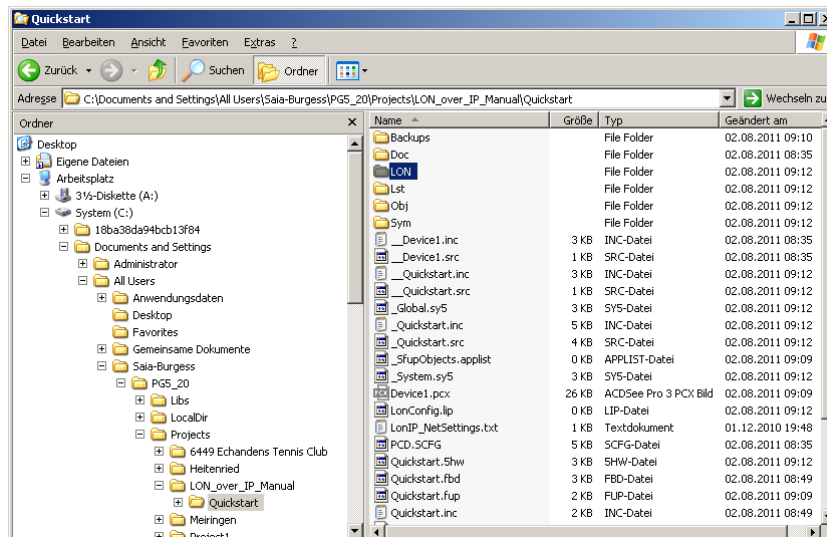 Quickstart
Datei Bearbeiten Ansicht Favoriten Extras ?
Zurück Suchen Ordner
Adresse C:\Documents and Settings\All Users\Saia-Burgess\PG5_20\Projects\LON_over_IP_Manual\Quickstart Wechseln zu
Ordner
Desktop
Eigene Dateien
Arbeitsplatz
3½-Diskette (A:)
System (C:)
18ba38da94bcb13f84
Documents and Settings
Administrator
All Users
Anwendungsdaten
Desktop
Favorites
Gemeinsame Dokumente
Saia-Burgess
PG5_20
Libs
LocalDir
Projects
6449 Echandens Tennis Club
Heitenried
LON_over_IP_Manual
Quickstart
Meiringen
Project1
Name Größe Typ Geändert am
Backups File Folder 02.08.2011 09:10
Doc File Folder 02.08.2011 08:35
LON File Folder 02.08.2011 09:12
Lst File Folder 02.08.2011 09:12
Obj File Folder 02.08.2011 09:12
Sym File Folder 02.08.2011 09:12
__Device1.inc 3 KB INC-Datei 02.08.2011 08:35
__Device1.src 1 KB SRC-Datei 02.08.2011 08:35
__Quickstart.inc 3 KB INC-Datei 02.08.2011 09:12
__Quickstart.src 1 KB SRC-Datei 02.08.2011 09:12
_Global.sy5 3 KB SY5-Datei 02.08.2011 09:12
_Quickstart.inc 5 KB INC-Datei 02.08.2011 09:12
_Quickstart.src 4 KB SRC-Datei 02.08.2011 09:12
_SfupObjects.applist 0 KB APPLIST-Datei 02.08.2011 09:09
_System.sy5 3 KB SY5-Datei 02.08.2011 09:12
Device1.pcx 26 KB ACDSee Pro 3 PCX Bild 02.08.2011 09:09
LonConfig.lip 0 KB LIP-Datei 02.08.2011 09:12
LonIP_NetSettings.txt 1 KB Textdokument 01.12.2010 19:48
PCD.SCFG 5 KB SCFG-Datei 02.08.2011 08:35
Quickstart.5hw 3 KB 5HW-Datei 02.08.2011 09:12
Quickstart.fbd 3 KB FBD-Datei 02.08.2011 08:49
Quickstart.fup 2 KB FUP-Datei 02.08.2011 09:09
Quickstart.inc 2 KB INC-Datei 02.08.2011 08:49